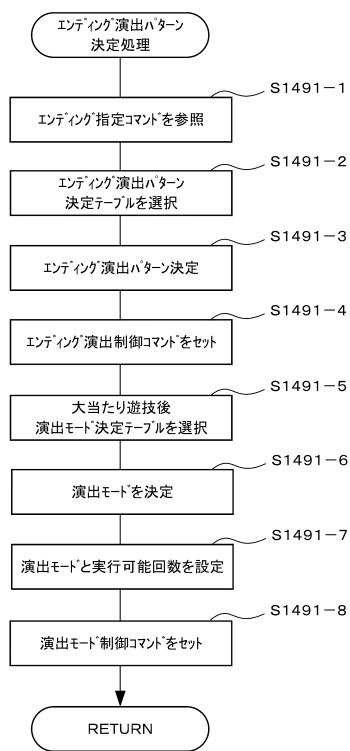 エンディング演出パターン
決定処理
S1491-1
エンディング指定コマンドを参照
S1491-2
エンディング演出パターン
決定テーブルを選択
S1491-3
エンディング演出パターン決定
S1491-4
エンディング演出制御コマンドをセット
S1491-5
大当たり遊技後
演出モード決定テーブルを選択
S1491-6
演出モードを決定
S1491-7
演出モードと実行可能回数を設定
S1491-8
演出モード制御コマンドをセット
RETURN